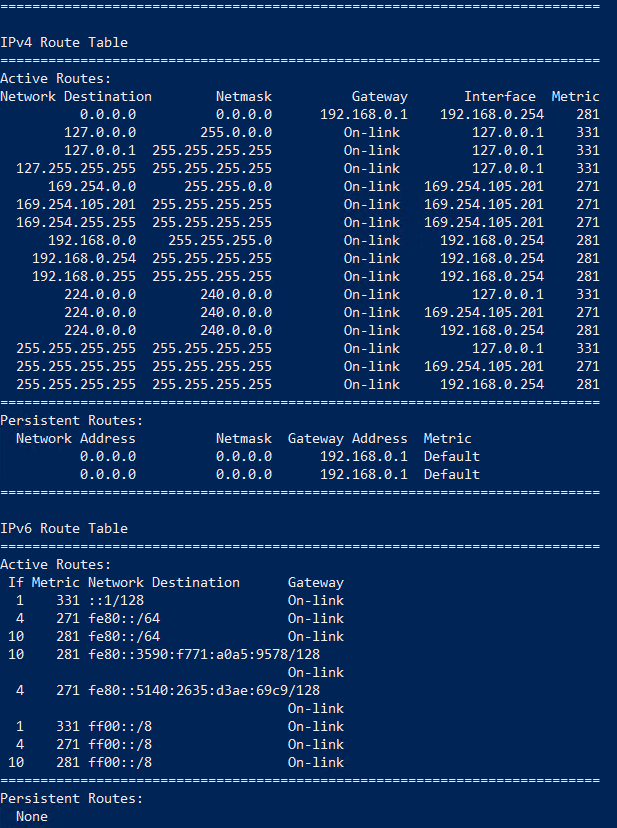 ===========================================================================
IPv4 Route Table
===========================================================================
Active Routes:
Network Destination        Netmask          Gateway       Interface  Metric
          0.0.0.0          0.0.0.0      192.168.0.1    192.168.0.254    281
        127.0.0.0        255.0.0.0         On-link         127.0.0.1    331
        127.0.0.1  255.255.255.255         On-link         127.0.0.1    331
  127.255.255.255  255.255.255.255         On-link         127.0.0.1    331
      169.254.0.0      255.255.0.0         On-link   169.254.105.201    271
  169.254.105.201  255.255.255.255         On-link   169.254.105.201    271
  169.254.255.255  255.255.255.255         On-link   169.254.105.201    271
      192.168.0.0    255.255.255.0         On-link     192.168.0.254    281
    192.168.0.254  255.255.255.255         On-link     192.168.0.254    281
    192.168.0.255  255.255.255.255         On-link     192.168.0.254    281
        224.0.0.0        240.0.0.0         On-link         127.0.0.1    331
        224.0.0.0        240.0.0.0         On-link   169.254.105.201    271
        224.0.0.0        240.0.0.0         On-link     192.168.0.254    281
  255.255.255.255  255.255.255.255         On-link         127.0.0.1    331
  255.255.255.255  255.255.255.255         On-link   169.254.105.201    271
  255.255.255.255  255.255.255.255         On-link     192.168.0.254    281
===========================================================================
Persistent Routes:
  Network Address          Netmask  Gateway Address  Metric
          0.0.0.0          0.0.0.0      192.168.0.1  Default
          0.0.0.0          0.0.0.0      192.168.0.1  Default
===========================================================================
IPv6 Route Table
===========================================================================
Active Routes:
 If Metric Network Destination      Gateway
  1    331 ::1/128                  On-link
  4    271 fe80::/64                On-link
 10    281 fe80::/64                On-link
 10    281 fe80::3590:f771:a0a5:9578/128
                                    On-link
  4    271 fe80::5140:2635:d3ae:69c9/128
                                    On-link
  1    331 ff00::/8                 On-link
  4    271 ff00::/8                 On-link
 10    281 ff00::/8                 On-link
===========================================================================
Persistent Routes:
  None